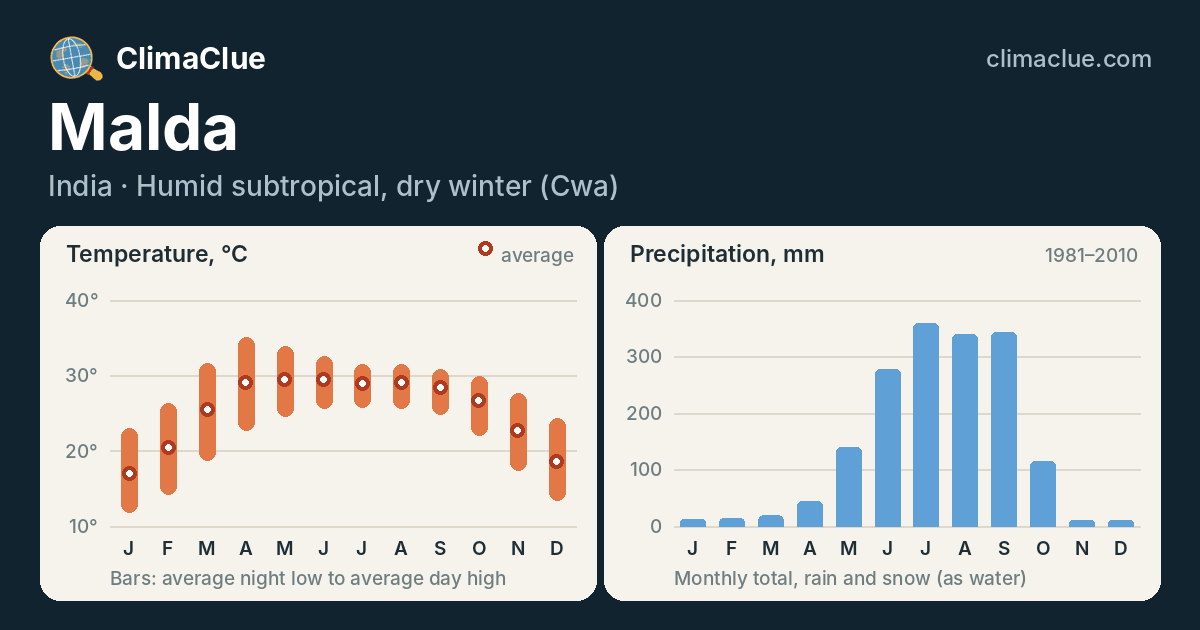 ClimaClue
climaclue.com
Malda
India · Humid subtropical, dry winter (Cwa)
Temperature, °C
average
40°
30°
20°
10°
J F M A M J J A S O N D
Bars: average night low to average day high
Precipitation, mm
1981–2010
400
300
200
100
0
J F M A M J J A S O N D
Monthly total, rain and snow (as water)